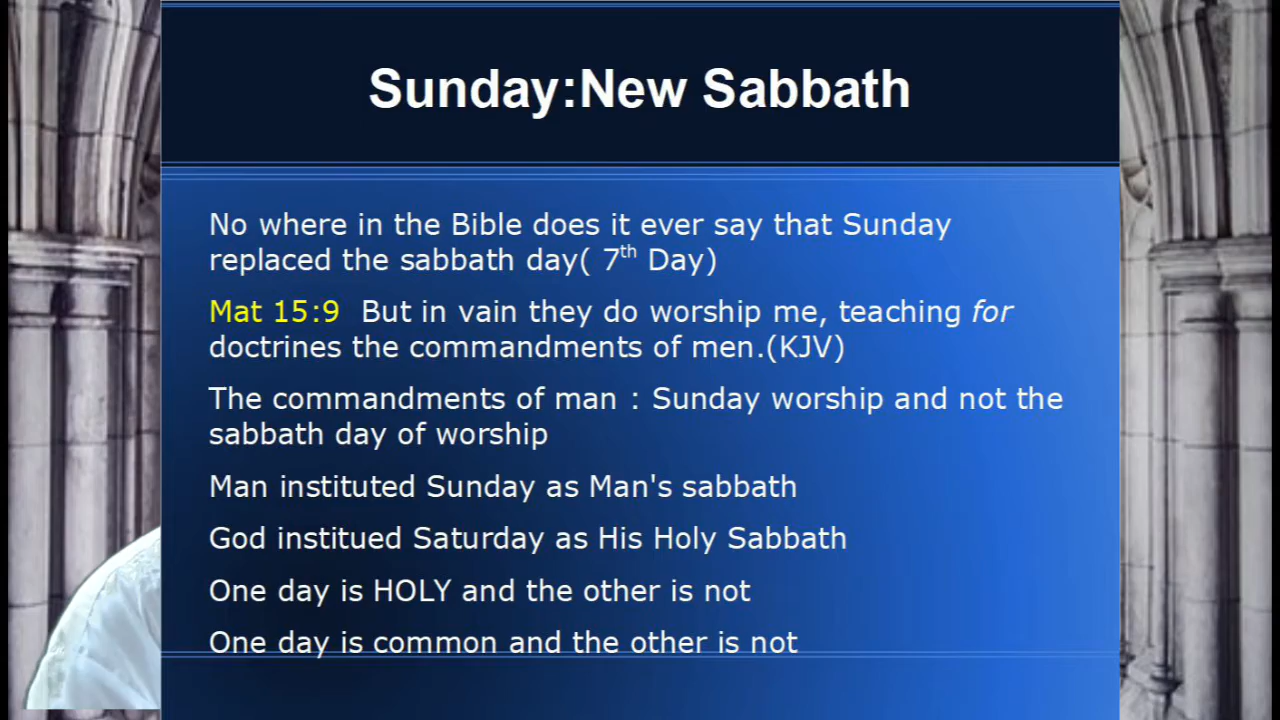 Sunday:New Sabbath
No where in the Bible does it ever say that Sunday
replaced the sabbath day( 7th Day)
Mat 15:9 But in vain they do worship me, teaching for
doctrines the commandments of men.(KJV)
The commandments of man : Sunday worship and not the
sabbath day of worship
Man instituted Sunday as Man's sabbath
God institued Saturday as His Holy Sabbath
One day is HOLY and the other is not
One day is common and the other is not